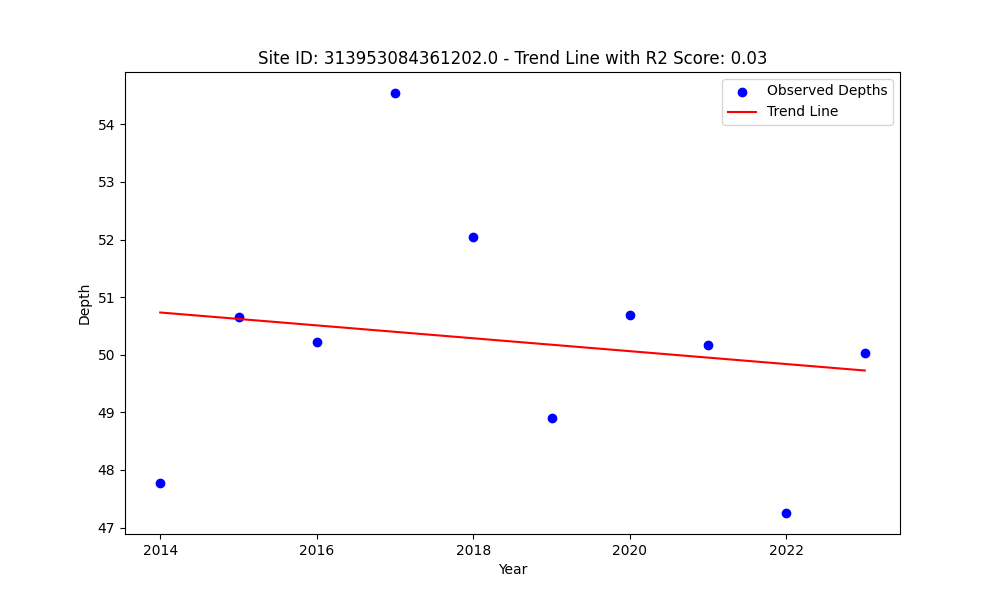 Site ID: 313953084361202.0 - Trend Line with R2 Score: 0.03
Observed Depths
Trend Line
54
53
52
51
50
49
48
47
Depth
2014
2016
2018
2020
2022
Year